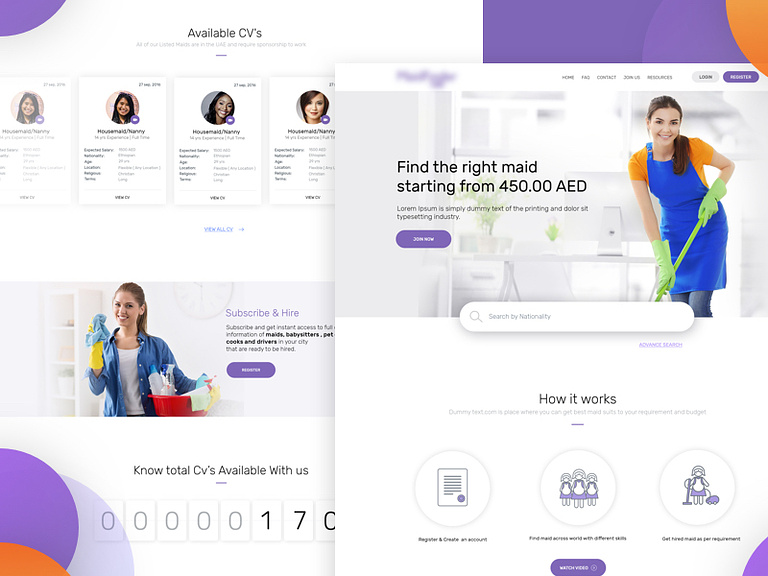 Available CV's
All of our Listed Maids are in the UAE and require sponsorship to work
27 sep, 2016
Housemaid/Nanny
14 yrs Experience | Full Time
Expected Salary: 1500 AED
Nationality: Ethiopian
Age: 25 yrs
Location: Flexible | Any Location |
Religious: Christian
Terms: Long
VIEW CV
27 sep, 2016
Housemaid/Nanny
14 yrs Experience | Full Time
Expected Salary: 1500 AED
Nationality: Ethiopian
Age: 25 yrs
Location: Flexible | Any Location |
Religious: Christian
Terms: Long
VIEW CV
27 sep, 2016
Housemaid/Nanny
14 yrs Experience | Full Time
Expected Salary: 1500 AED
Nationality: Ethiopian
Age: 25 yrs
Location: Flexible | Any Location |
Religious: Christian
Terms: Long
VIEW CV
Housemaid/Nanny
14 yrs Experience | Full Time
Expected Salary: 1500 AED
Nationality: Ethiopian
Age: 25 yrs
Location: Flexible | Any
Religious: Christian
Terms: Long
VIEW CV
VIEW ALL CV
Subscribe & Hire
Subscribe and get instant access to full
information of maids, babysitters , pet
cooks and drivers in your city
that are ready to be hired.
REGISTER
Know total Cv's Available With us
0 0 0 0 0 1 7 0
HOME FAQ CONTACT JOIN US RESOURCES LOGIN REGISTER
Find the right maid
starting from 450.00 AED
Lorem Ipsum is simply dummy text of the printing and dolor sit
typesetting industry.
JOIN NOW
Search by Nationality
ADVANCE SEARCH
How it works
Dummy text.com is place where you can get best maid suits to your requirement and budget
Register & Create an account
Find maid across world with different skills
Get hired maid as per requirement
WATCH VIDEO